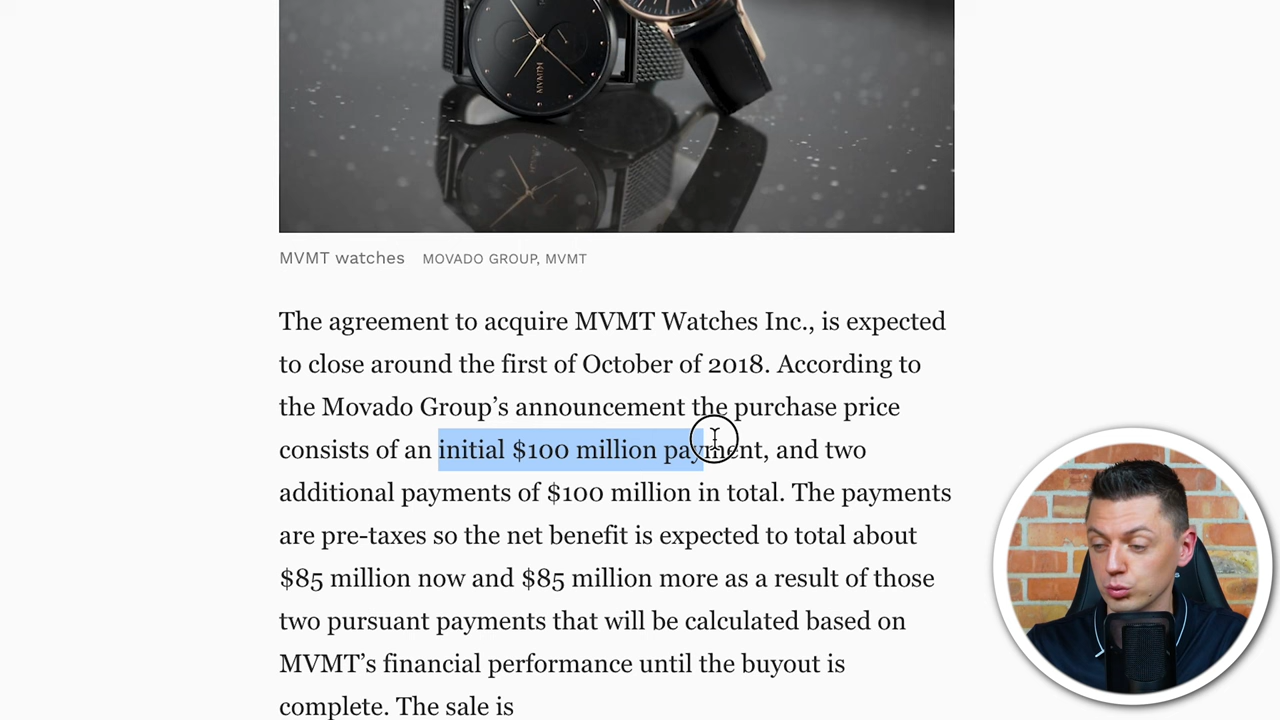 MVMT
MVMT watches MOVADO GROUP, MVMT
The agreement to acquire MVMT Watches Inc., is expected
to close around the first of October of 2018. According to
the Movado Group’s announcement the purchase price
consists of an initial $100 million payment, and two
additional payments of $100 million in total. The payments
are pre-taxes so the net benefit is expected to total about
$85 million now and $85 million more as a result of those
two pursuant payments that will be calculated based on
MVMT’s financial performance until the buyout is
complete. The sale is